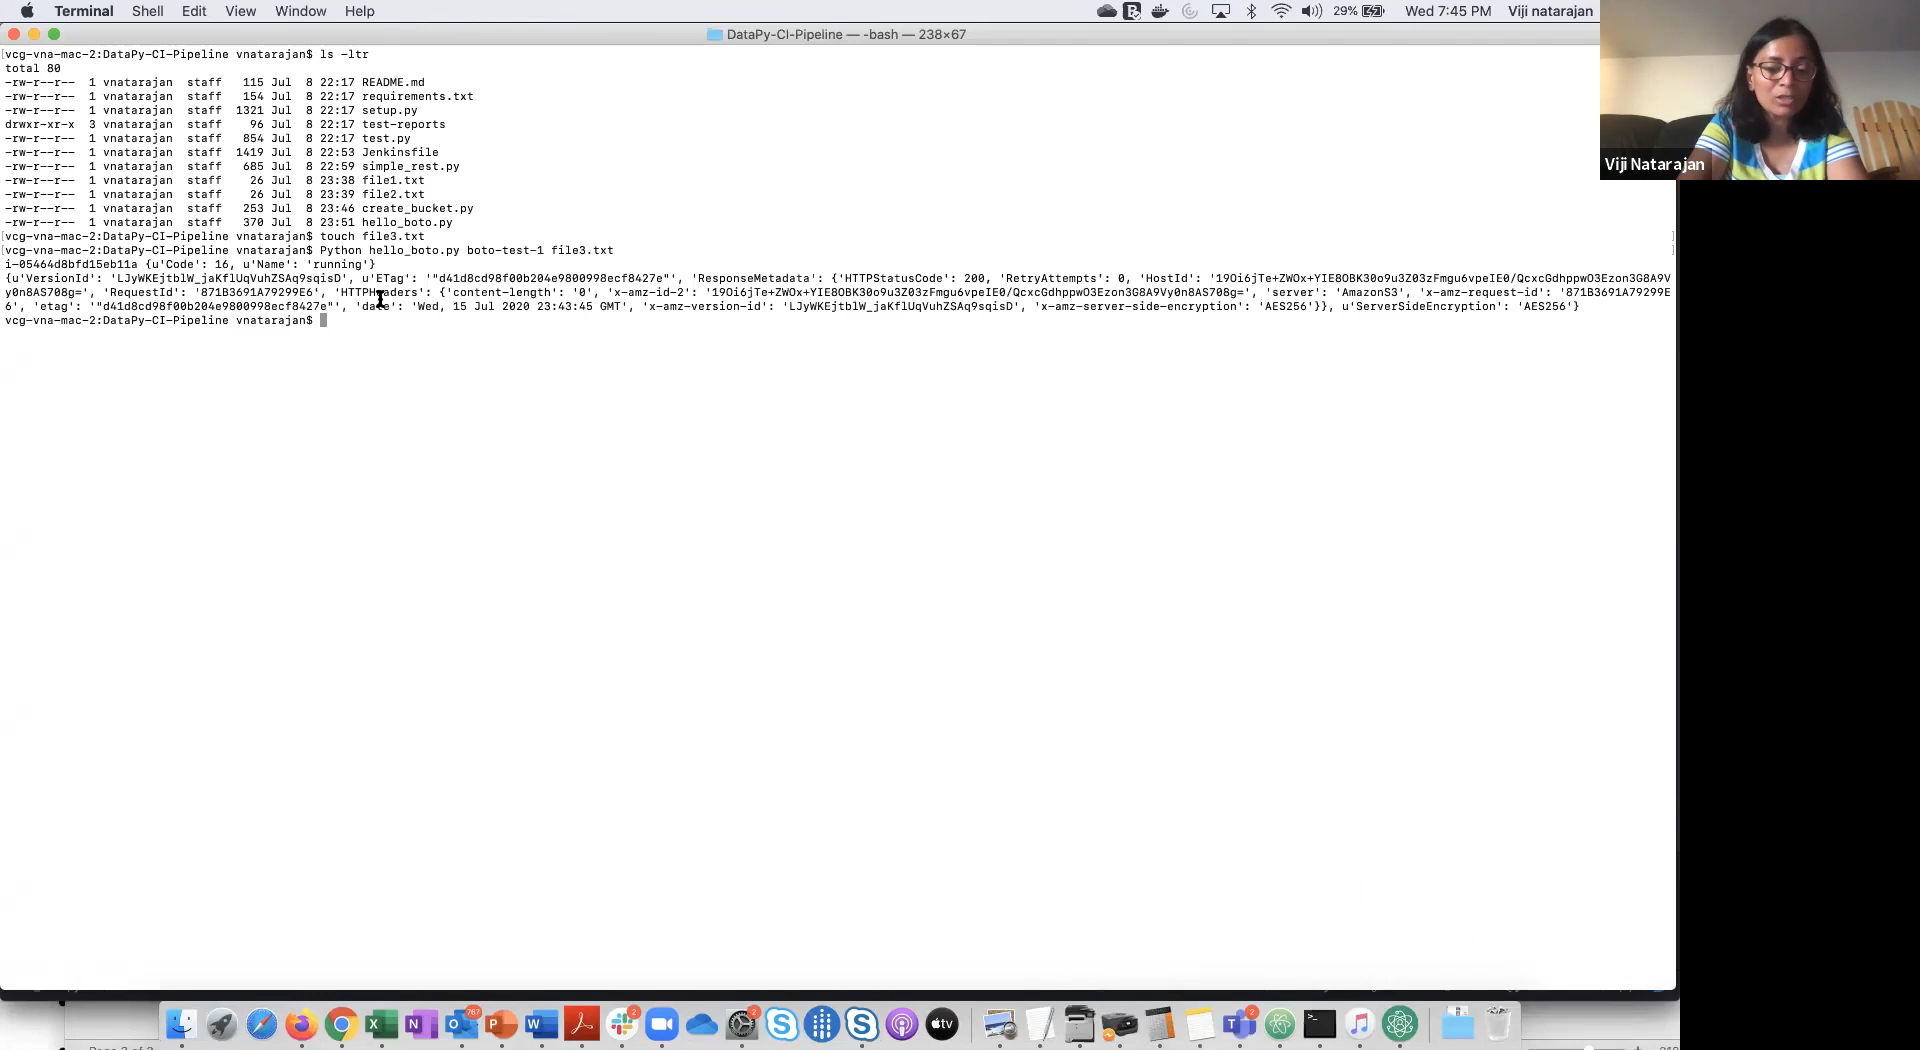 Terminal Shell Edit View Window Help 29% Wed 7:45 PM Viji natarajan
DataPy-CI-Pipeline — -bash — 238×67
[vcg-vna-mac-2:DataPy-CI-Pipeline vnatarajan$ ls -ltr
total 80
-rw-r--r-- 1 vnatarajan staff 115 Jul 8 22:17 README.md
-rw-r--r-- 1 vnatarajan staff 154 Jul 8 22:17 requirements.txt
-rw-r--r-- 1 vnatarajan staff 1321 Jul 8 22:17 setup.py
drwxr-xr-x 3 vnatarajan staff 96 Jul 8 22:17 test-reports
-rw-r--r-- 1 vnatarajan staff 854 Jul 8 22:17 test.py
-rw-r--r-- 1 vnatarajan staff 1419 Jul 8 22:53 Jenkinsfile
-rw-r--r-- 1 vnatarajan staff 685 Jul 8 22:59 simple_rest.py
-rw-r--r-- 1 vnatarajan staff 26 Jul 8 23:38 file1.txt
-rw-r--r-- 1 vnatarajan staff 26 Jul 8 23:39 file2.txt
-rw-r--r-- 1 vnatarajan staff 253 Jul 8 23:46 create_bucket.py
-rw-r--r-- 1 vnatarajan staff 370 Jul 8 23:51 hello_boto.py
[vcg-vna-mac-2:DataPy-CI-Pipeline vnatarajan$ touch file3.txt ]
[vcg-vna-mac-2:DataPy-CI-Pipeline vnatarajan$ Python hello_boto.py boto-test-1 file3.txt ]
i-05464d8bfd15eb11a {u'Code': 16, u'Name': 'running'}
{u'VersionId': 'LJyWKEjtblW_jaKflUqVuhZSAq9sqisD', u'ETag': '"d41d8cd98f00b204e9800998ecf8427e"', 'ResponseMetadata': {'HTTPStatusCode': 200, 'RetryAttempts': 0, 'HostId': '19Oi6jTe+ZWOx+YIE8OBK30o9u3Z03zFmgu6vpeIE0/QcxcGdhppwO3Ezon3G8A9V
y0n8AS708g=', 'RequestId': '871B3691A79299E6', 'HTTPHeaders': {'content-length': '0', 'x-amz-id-2': '19Oi6jTe+ZWOx+YIE8OBK30o9u3Z03zFmgu6vpeIE0/QcxcGdhppwO3Ezon3G8A9Vy0n8AS708g=', 'server': 'AmazonS3', 'x-amz-request-id': '871B3691A79299E
6', 'etag': '"d41d8cd98f00b204e9800998ecf8427e"', 'date': 'Wed, 15 Jul 2020 23:43:45 GMT', 'x-amz-version-id': 'LJyWKEjtblW_jaKflUqVuhZSAq9sqisD', 'x-amz-server-side-encryption': 'AES256'}}, u'ServerSideEncryption': 'AES256'}
vcg-vna-mac-2:DataPy-CI-Pipeline vnatarajan$
Viji Natarajan
767
2
2
2
tv